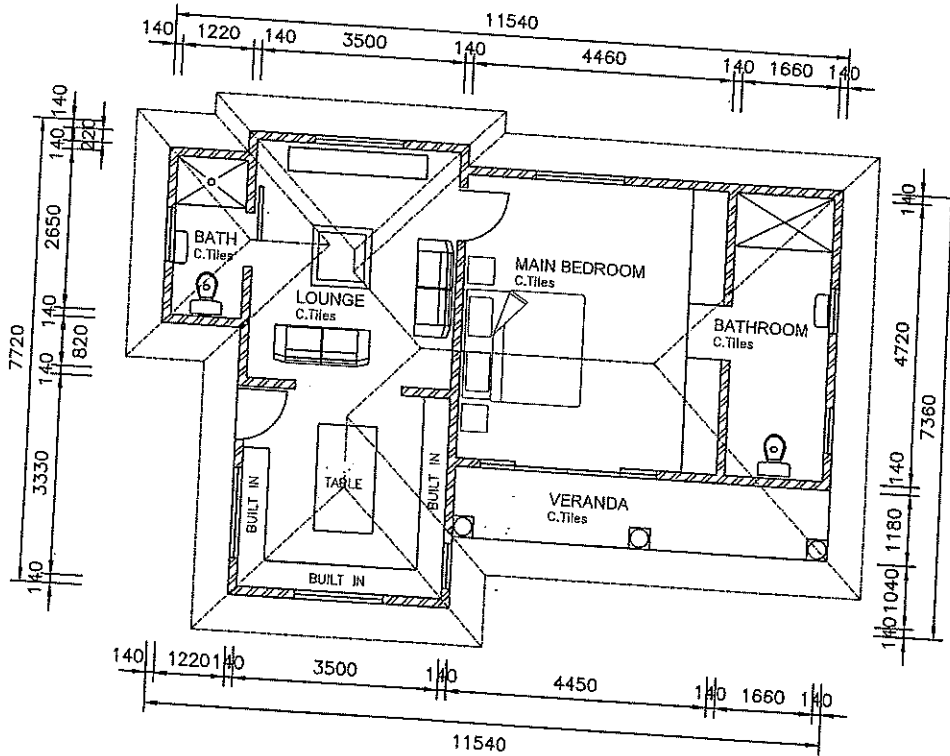 11540
140 1220 140 3500 140 4460 140 1660 140
140
220
140
2650
140
820
140
3330
140
7720
BATH
C.Tiles
LOUNGE
C.Tiles
MAIN BEDROOM
C.Tiles
BATHROOM
C.Tiles
TABLE
BUILT IN
BUILT IN
BUILT IN
VERANDA
C.Tiles
140
4720
140
1180
1040
140
7360
140 1220 140 3500 140 4450 140 1660 140
11540